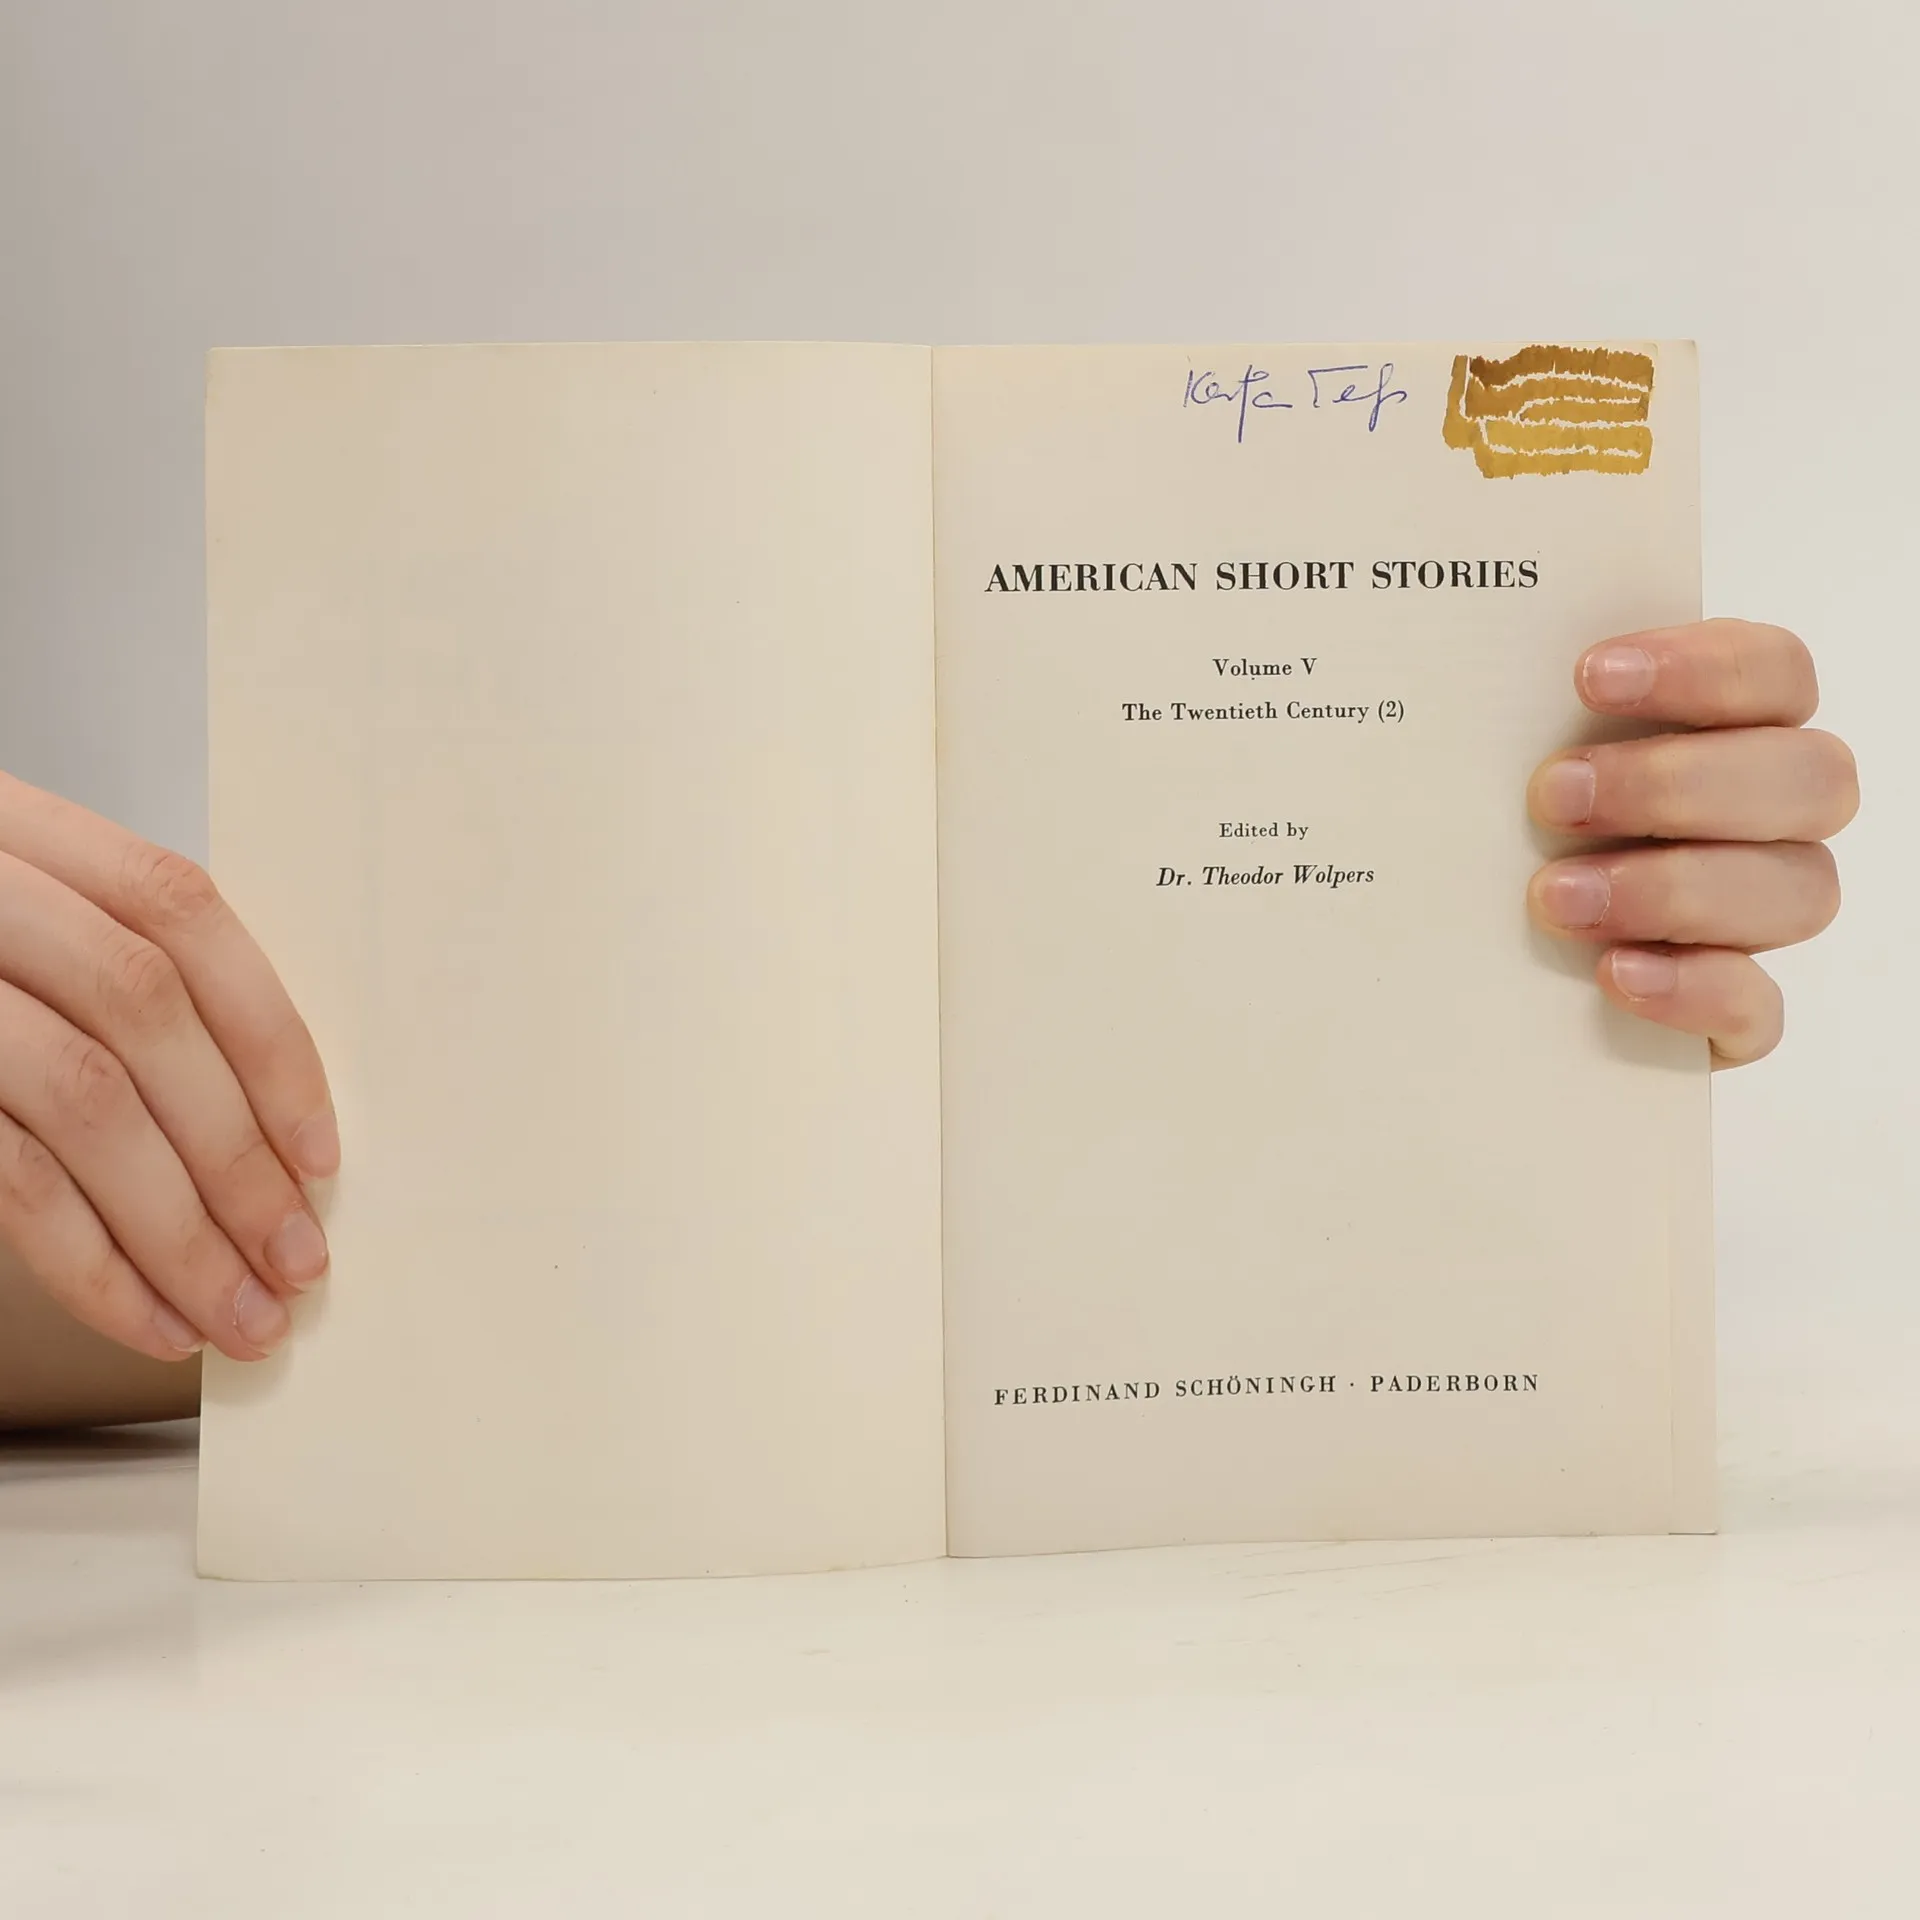 AMERICAN SHORT STORIES
Volume V
The Twentieth Century (2)
Edited by
Dr. Theodor Wolpers
FERDINAND SCHÖNINGH · PADERBORN